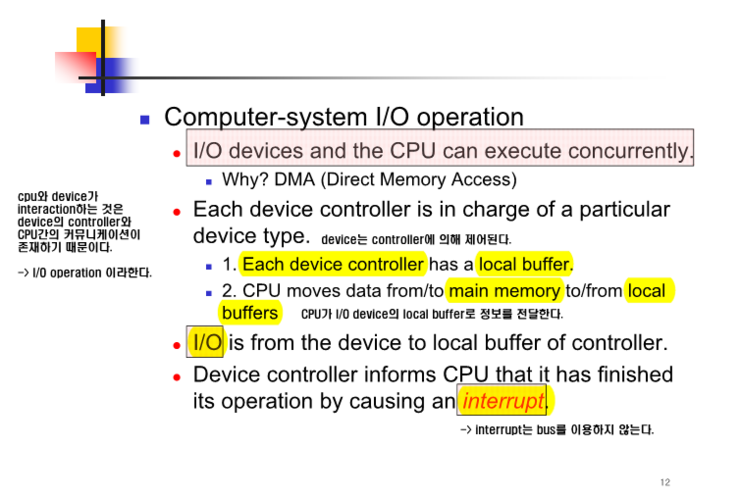 Computer-system I/O operation
I/O devices and the CPU can execute concurrently.
Why? DMA (Direct Memory Access)
cpu와 device가
interaction하는 것은
device의 controller와
CPU간의 커뮤니케이션이
존재하기 때문이다.
-> I/O operation 이라한다.
Each device controller is in charge of a particular
device type. device는 controller에 의해 제어된다.
1. Each device controller has a local buffer.
2. CPU moves data from/to main memory to/from local
buffers CPU가 I/O device의 local buffer로 정보를 전달한다.
I/O is from the device to local buffer of controller.
Device controller informs CPU that it has finished
its operation by causing an interrupt.
-> interrupt는 bus를 이용하지 않는다.
12